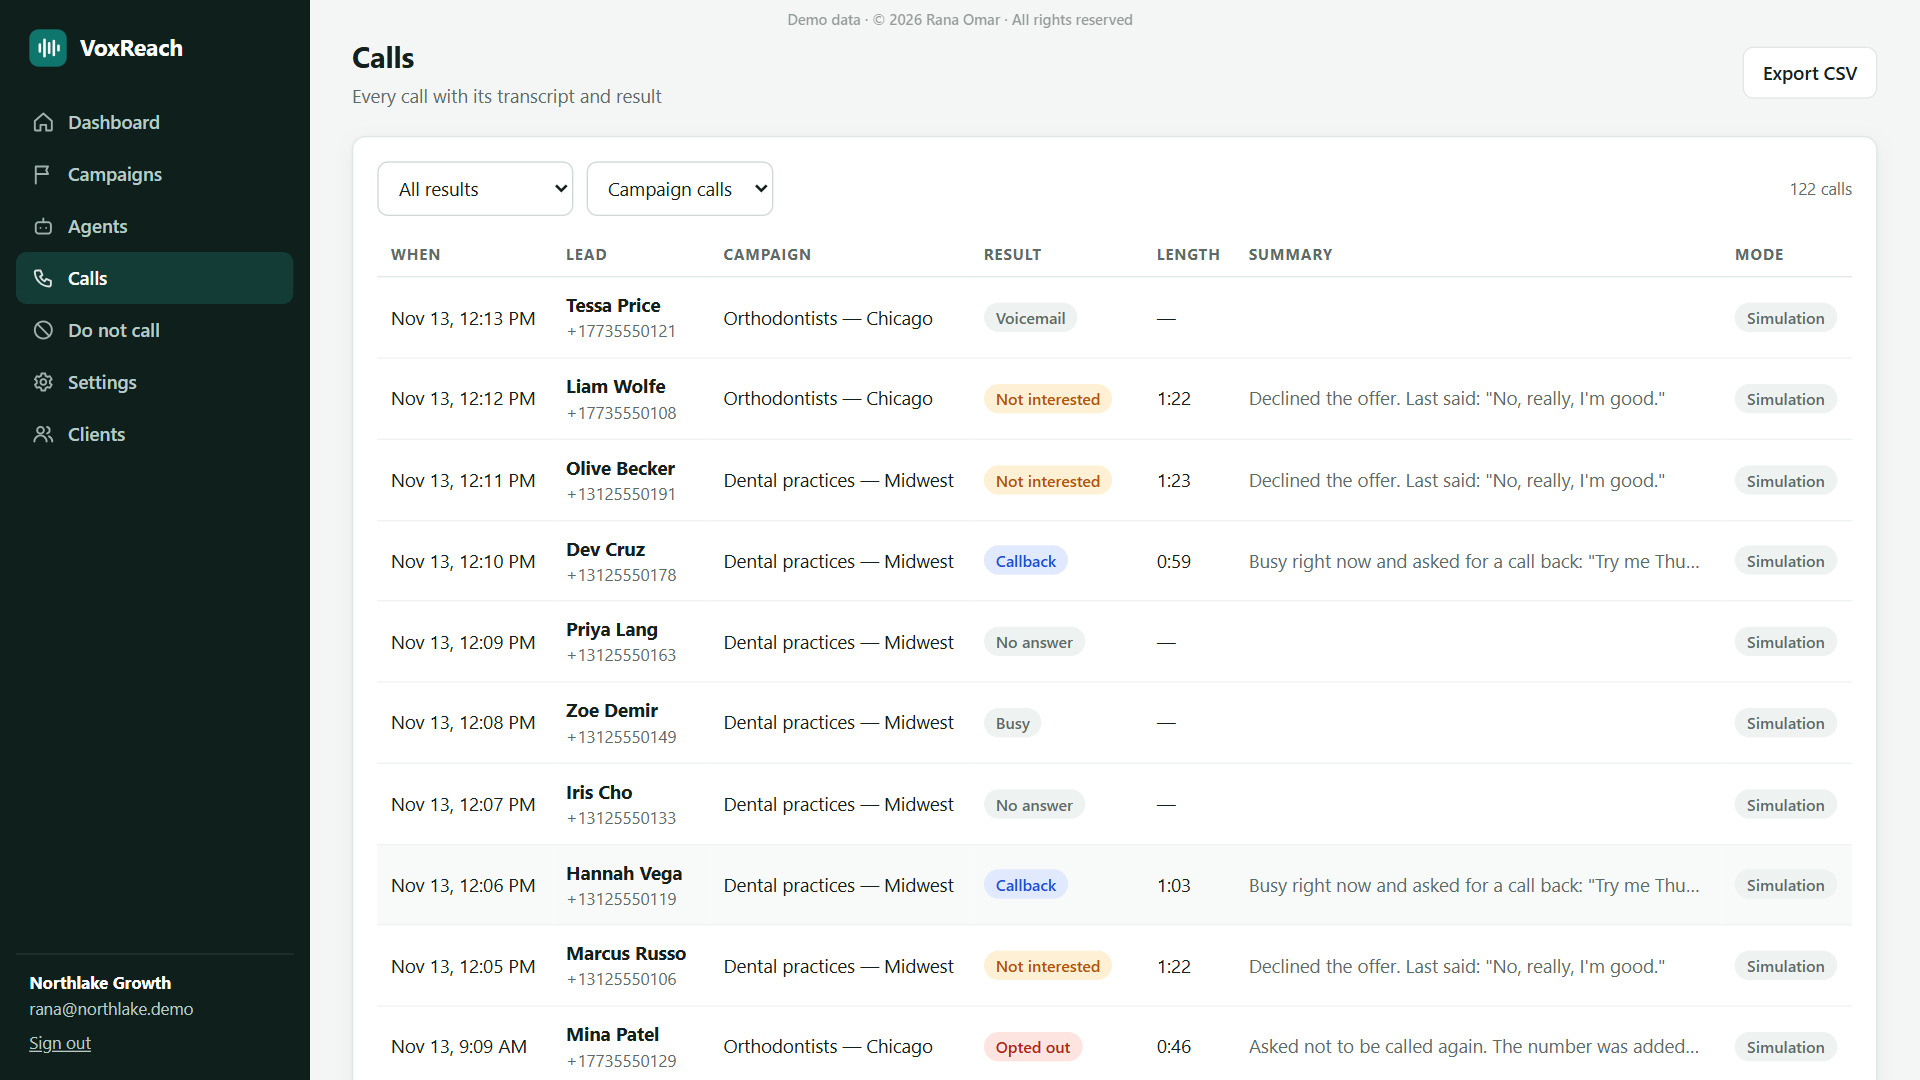 Demo data · © 2026 Rana Omar · All rights reserved
VoxReach
Dashboard
Campaigns
Agents
Calls
Do not call
Settings
Clients
Northlake Growth
rana@northlake.demo
Sign out
Calls
Every call with its transcript and result
Export CSV
All results
Campaign calls
122 calls
WHEN LEAD CAMPAIGN RESULT LENGTH SUMMARY MODE
Nov 13, 12:13 PM Tessa Price Orthodontists — Chicago Voicemail — Simulation
+17735550121
Nov 13, 12:12 PM Liam Wolfe Orthodontists — Chicago Not interested 1:22 Declined the offer. Last said: "No, really, I'm good." Simulation
+17735550108
Nov 13, 12:11 PM Olive Becker Dental practices — Midwest Not interested 1:23 Declined the offer. Last said: "No, really, I'm good." Simulation
+13125550191
Nov 13, 12:10 PM Dev Cruz Dental practices — Midwest Callback 0:59 Busy right now and asked for a call back: "Try me Thu... Simulation
+13125550178
Nov 13, 12:09 PM Priya Lang Dental practices — Midwest No answer — Simulation
+13125550163
Nov 13, 12:08 PM Zoe Demir Dental practices — Midwest Busy — Simulation
+13125550149
Nov 13, 12:07 PM Iris Cho Dental practices — Midwest No answer — Simulation
+13125550133
Nov 13, 12:06 PM Hannah Vega Dental practices — Midwest Callback 1:03 Busy right now and asked for a call back: "Try me Thu... Simulation
+13125550119
Nov 13, 12:05 PM Marcus Russo Dental practices — Midwest Not interested 1:22 Declined the offer. Last said: "No, really, I'm good." Simulation
+13125550106
Nov 13, 9:09 AM Mina Patel Orthodontists — Chicago Opted out 0:46 Asked not to be called again. The number was added... Simulation
+17735550129